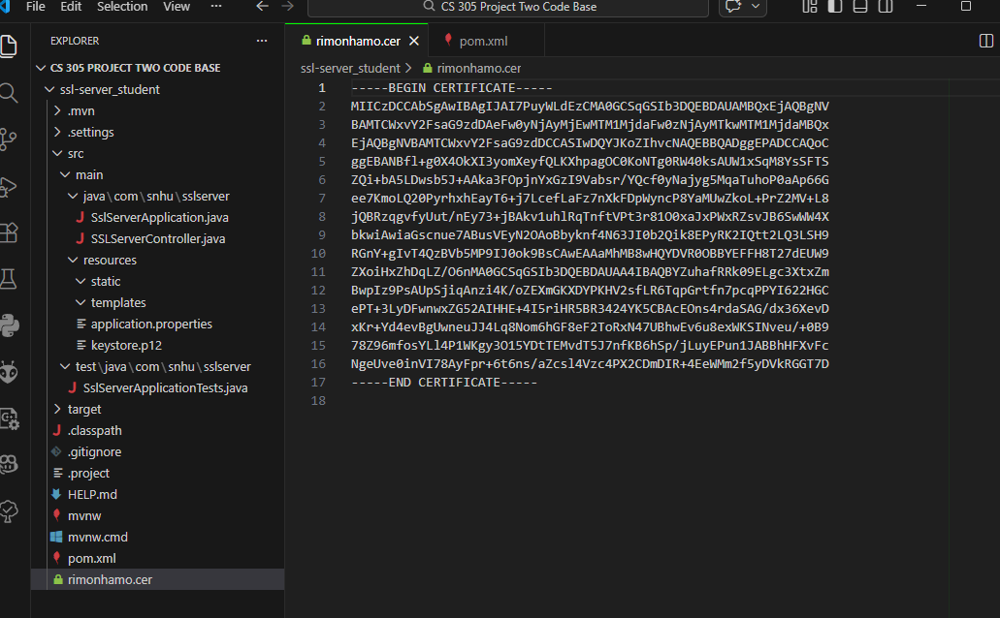 File Edit Selection View ··· CS 305 Project Two Code Base
EXPLORER ···
CS 305 PROJECT TWO CODE BASE
ssl-server_student
.mvn
.settings
src
main
java\com\snhu\sslserver
SslServerApplication.java
SSLServerController.java
resources
static
templates
application.properties
keystore.p12
test\java\com\snhu\sslserver
SslServerApplicationTests.java
target
.classpath
.gitignore
.project
HELP.md
mvnw
mvnw.cmd
pom.xml
rimonhamo.cer
rimonhamo.cer pom.xml
ssl-server_student > rimonhamo.cer
1 -----BEGIN CERTIFICATE-----
2 MIICzDCCAbSgAwIBAgIJAI7PuyWLdEzCMA0GCSqGSIb3DQEBDAUAMBQxEjAQBgNV
3 BAMTCWxvY2FsaG9zdDAeFw0yNjAyMjEwMTM1MjdaFw0zNjAyMTkwMTM1MjdaMBQx
4 EjAQBgNVBAMTCWxvY2FsaG9zdDCCASIwDQYJKoZIhvcNAQEBBQADggEPADCCAQoC
5 ggEBANBfl+g0X4OkXI3yomXeyfQLKXhpagOC0KoNTg0RW40ksAUW1xSqM8YsSFTS
6 ZQi+bA5LDwsb5J+AAka3FOpjnYxGzI9Vabsr/YQcf0yNajyg5MqaTuhoP0aAp66G
7 ee7KmoLQ20PyrhxhEayT6+j7LcefLaFz7nXkFDpWyncP8YaMUwZkoL+PrZ2MV+L8
8 jQBRzqgvfyUut/nEy73+jBAkv1uhlRqTnftVPt3r81O0xaJxPWxRZsvJB6SwWW4X
9 bkwiAwiaGscnue7ABusVEyN2OAoBbyknf4N63JI0b2Qik8EPyRK2IQtt2LQ3LSH9
10 RGnY+gIvT4QzBVb5MP9IJ0ok9BsCAwEAAaMhMB8wHQYDVR0OBBYEFFH8T27dEUW9
11 ZXoiHxZhDqLZ/O6nMA0GCSqGSIb3DQEBDAUAA4IBAQBYZuhafRRk09ELgc3XtxZm
12 BwpIz9PsAUpSjiqAnzi4K/oZEXmGKXDYPKHV2sfLR6TqpGrtfn7pcqPPYI622HGC
13 ePT+3LyDFwnwxZG52AIHHE+4I5riHR5BR3424YK5CBAcEOns4rdaSAG/dx36XevD
14 xKr+Yd4evBgUwneuJJ4Lq8Nom6hGF8eF2ToRxN47UBhwEv6u8exWKSINveu/+0B9
15 78Z96mfosYLl4P1WKgy3O15YDtTEMvdT5J7nfKB6hSp/jLuyEPun1JABBhHFXvFc
16 NgeUve0inVI78AyFpr+6t6ns/aZcsl4Vzc4PX2CDmDIR+4EeWMm2f5yDVkRGGT7D
17 -----END CERTIFICATE-----
18